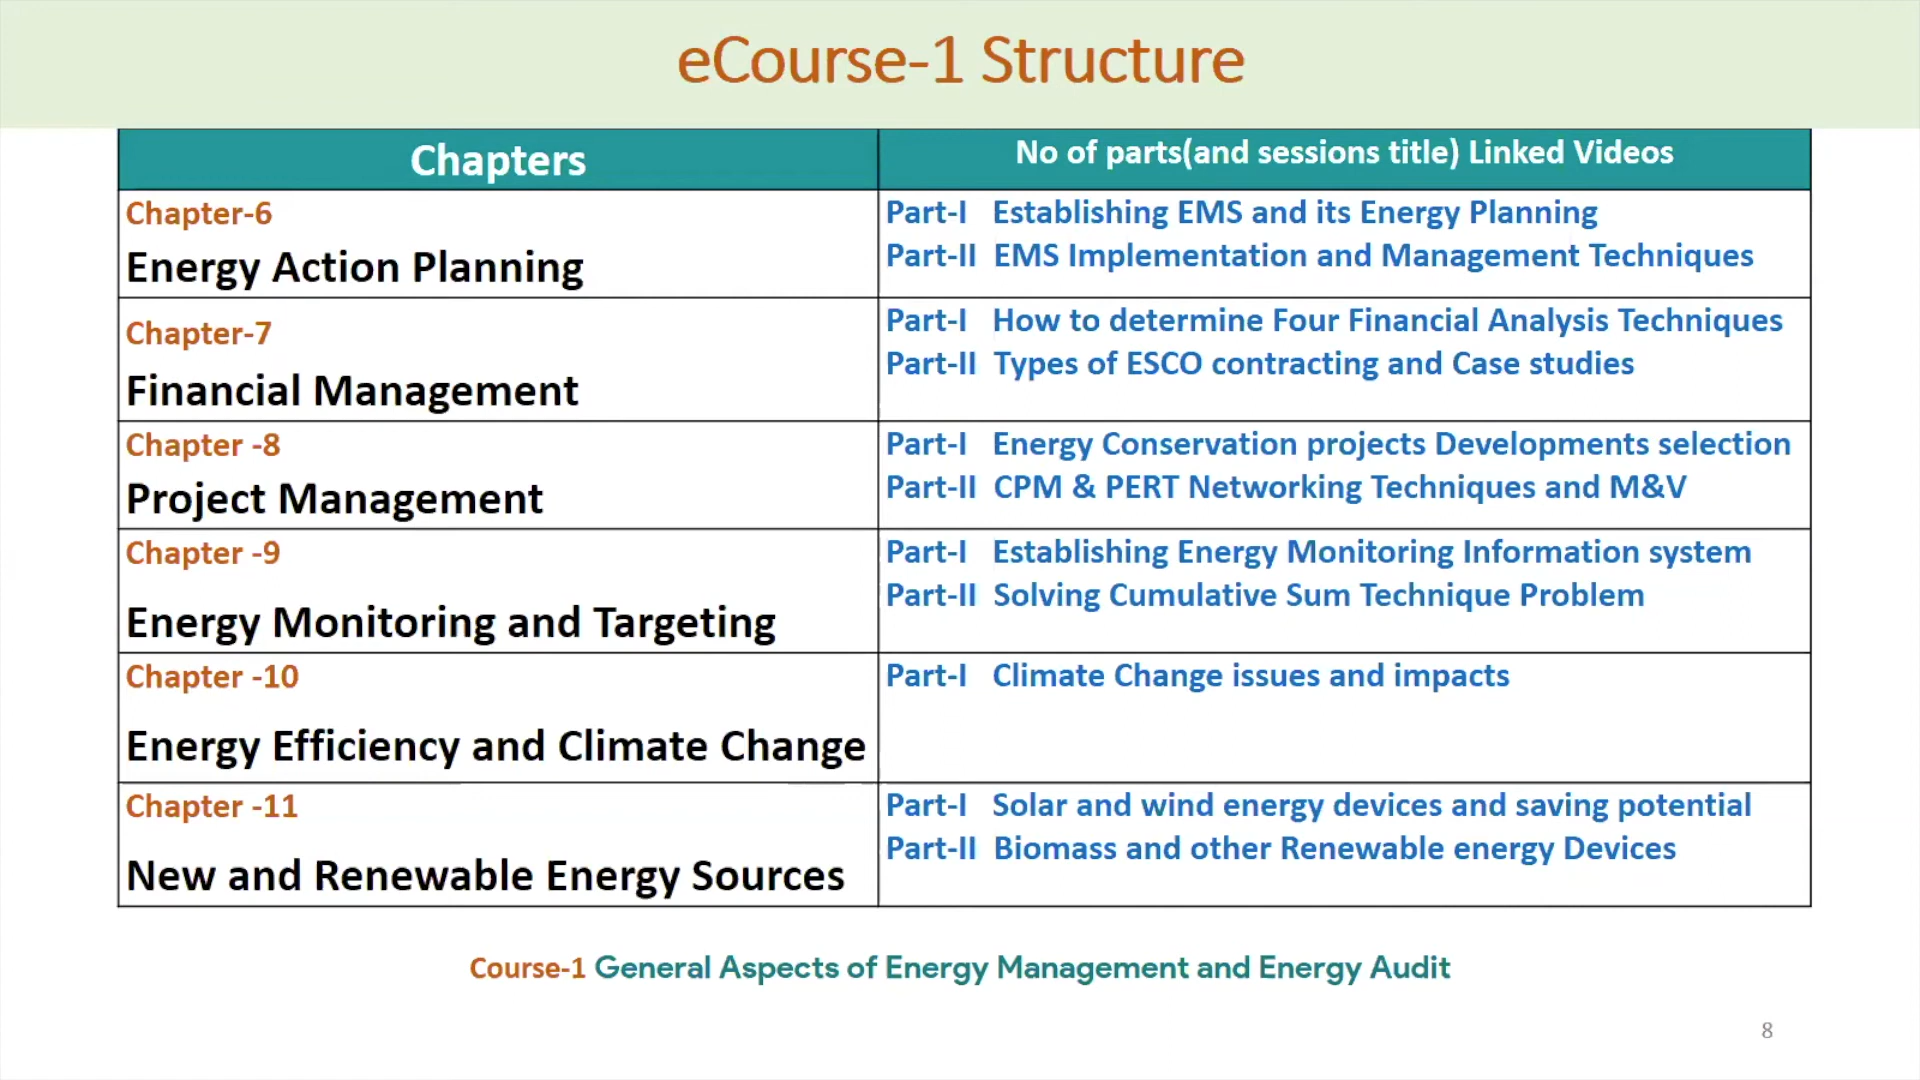 eCourse-1 Structure
Chapters
No of parts(and sessions title) Linked Videos
Chapter-6
Energy Action Planning
Part-I Establishing EMS and its Energy Planning
Part-II EMS Implementation and Management Techniques
Chapter-7
Financial Management
Part-I How to determine Four Financial Analysis Techniques
Part-II Types of ESCO contracting and Case studies
Chapter -8
Project Management
Part-I Energy Conservation projects Developments selection
Part-II CPM & PERT Networking Techniques and M&V
Chapter -9
Energy Monitoring and Targeting
Part-I Establishing Energy Monitoring Information system
Part-II Solving Cumulative Sum Technique Problem
Chapter -10
Energy Efficiency and Climate Change
Part-I Climate Change issues and impacts
Chapter -11
New and Renewable Energy Sources
Part-I Solar and wind energy devices and saving potential
Part-II Biomass and other Renewable energy Devices
Course-1 General Aspects of Energy Management and Energy Audit
8